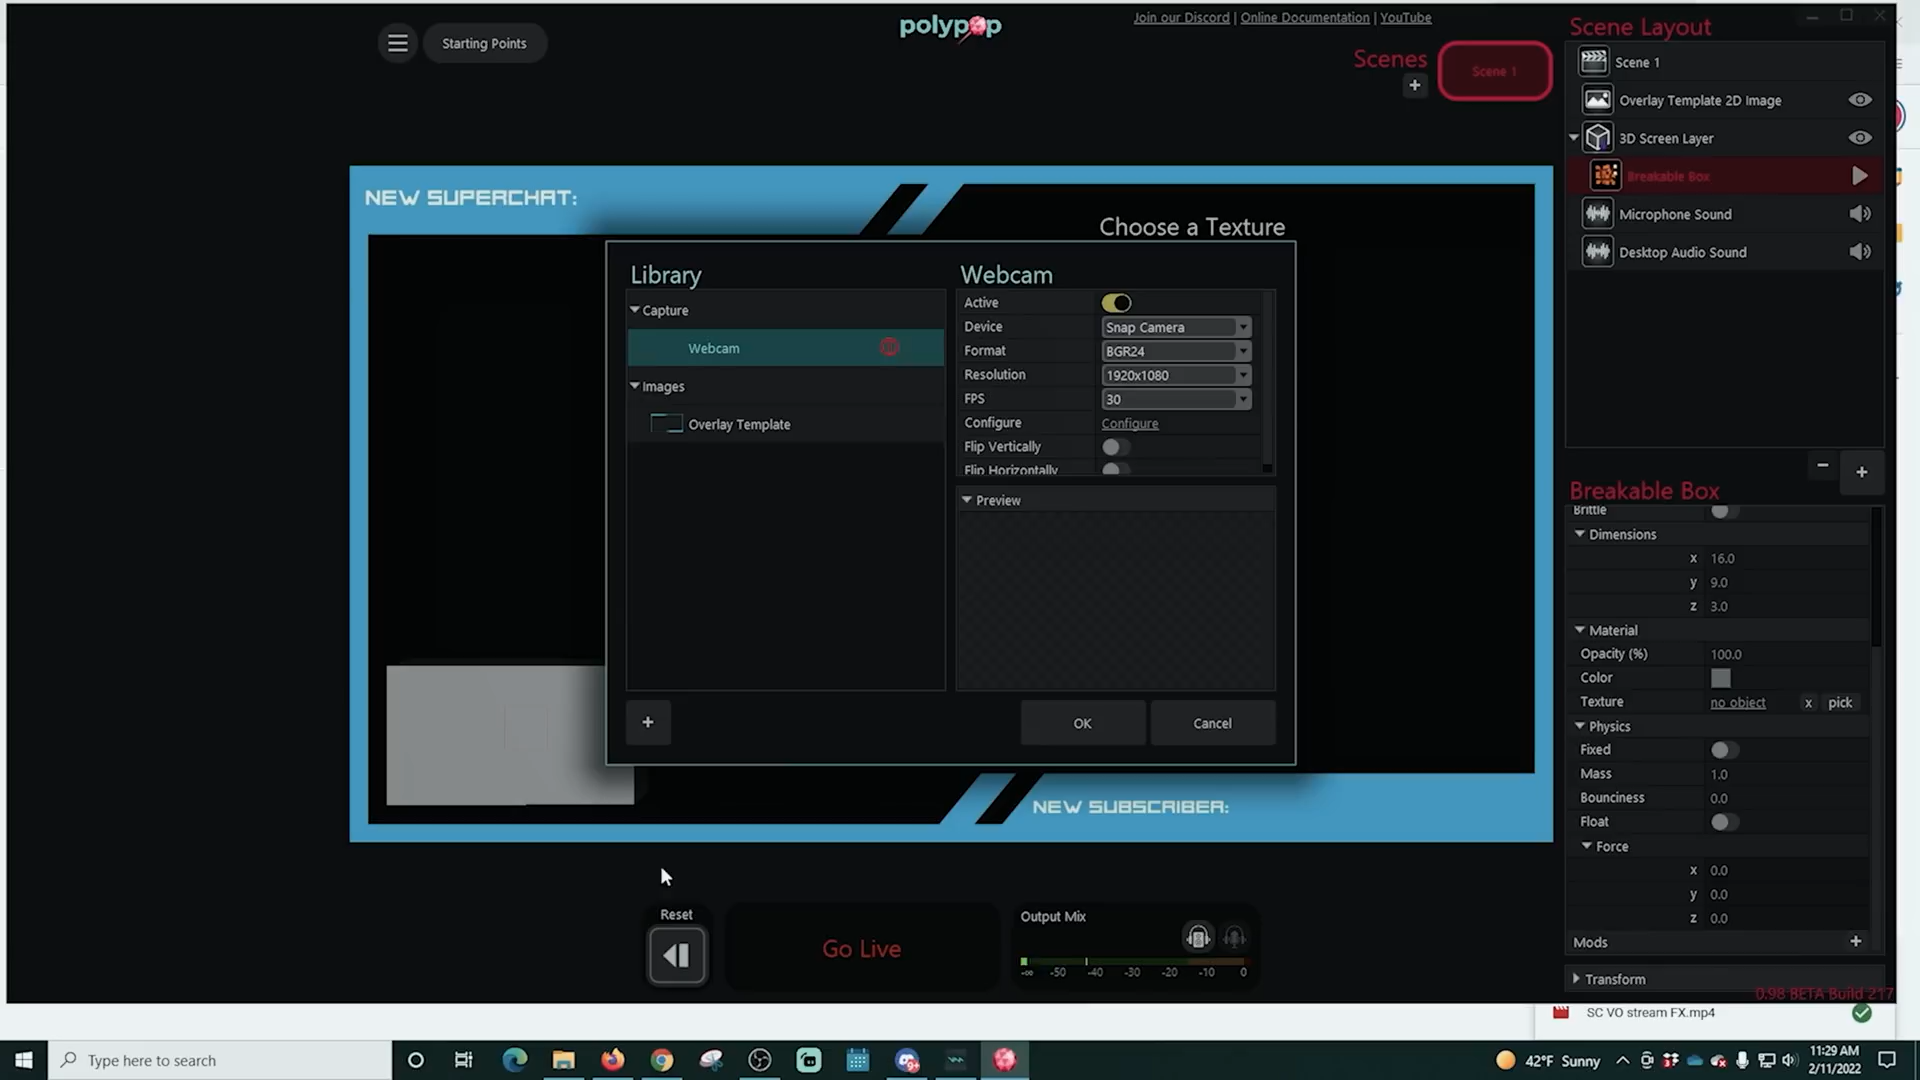 polypop
Join our Discord | Online Documentation | YouTube
Starting Points
Scenes
+
Scene 1
Scene Layout
Scene 1
Overlay Template 2D Image
3D Screen Layer
Breakable Box
Microphone Sound
Desktop Audio Sound
NEW SUPERCHAT:
Choose a Texture
Library
Capture
Webcam
Images
Overlay Template
+
Webcam
Active
Device Snap Camera
Format BGR24
Resolution 1920x1080
FPS 30
Configure Configure
Flip Vertically
Flip Horizontally
Preview
OK
Cancel
NEW SUBSCRIBER:
- +
Breakable Box
Brittle
Dimensions
x 16.0
y 9.0
z 3.0
Material
Opacity (%) 100.0
Color
Texture no object x pick
Physics
Fixed
Mass 1.0
Bounciness 0.0
Float
Force
x 0.0
y 0.0
z 0.0
Mods +
Transform
0.98 BETA Build 217
Reset
Go Live
Output Mix
-∞ -50 -40 -30 -20 -10 0
SC VO stream FX.mp4
Type here to search
9+
42°F Sunny
11:29 AM
2/11/2022